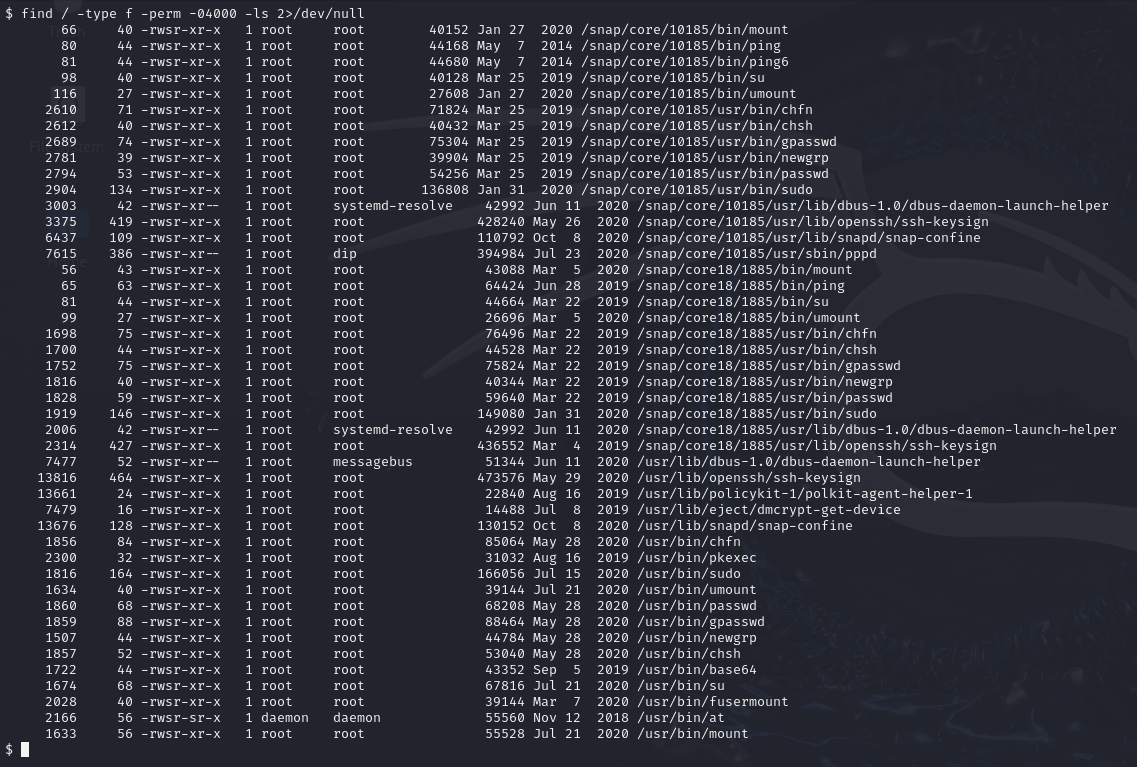 $ find / -type f -perm -04000 -ls 2>/dev/null
66 40 -rwsr-xr-x 1 root root 40152 Jan 27 2020 /snap/core/10185/bin/mount
80 44 -rwsr-xr-x 1 root root 44168 May 7 2014 /snap/core/10185/bin/ping
81 44 -rwsr-xr-x 1 root root 44680 May 7 2014 /snap/core/10185/bin/ping6
98 40 -rwsr-xr-x 1 root root 40128 Mar 25 2019 /snap/core/10185/bin/su
116 27 -rwsr-xr-x 1 root root 27608 Jan 27 2020 /snap/core/10185/bin/umount
2610 71 -rwsr-xr-x 1 root root 71824 Mar 25 2019 /snap/core/10185/usr/bin/chfn
2612 40 -rwsr-xr-x 1 root root 40432 Mar 25 2019 /snap/core/10185/usr/bin/chsh
2689 74 -rwsr-xr-x 1 root root 75304 Mar 25 2019 /snap/core/10185/usr/bin/gpasswd
2781 39 -rwsr-xr-x 1 root root 39904 Mar 25 2019 /snap/core/10185/usr/bin/newgrp
2794 53 -rwsr-xr-x 1 root root 54256 Mar 25 2019 /snap/core/10185/usr/bin/passwd
2904 134 -rwsr-xr-x 1 root root 136808 Jan 31 2020 /snap/core/10185/usr/bin/sudo
3003 42 -rwsr-xr-- 1 root systemd-resolve 42992 Jun 11 2020 /snap/core/10185/usr/lib/dbus-1.0/dbus-daemon-launch-helper
3375 419 -rwsr-xr-x 1 root root 428240 May 26 2020 /snap/core/10185/usr/lib/openssh/ssh-keysign
6437 109 -rwsr-xr-x 1 root root 110792 Oct 8 2020 /snap/core/10185/usr/lib/snapd/snap-confine
7615 386 -rwsr-xr-- 1 root dip 394984 Jul 23 2020 /snap/core/10185/usr/sbin/pppd
56 43 -rwsr-xr-x 1 root root 43088 Mar 5 2020 /snap/core18/1885/bin/mount
65 63 -rwsr-xr-x 1 root root 64424 Jun 28 2019 /snap/core18/1885/bin/ping
81 44 -rwsr-xr-x 1 root root 44664 Mar 22 2019 /snap/core18/1885/bin/su
99 27 -rwsr-xr-x 1 root root 26696 Mar 5 2020 /snap/core18/1885/bin/umount
1698 75 -rwsr-xr-x 1 root root 76496 Mar 22 2019 /snap/core18/1885/usr/bin/chfn
1700 44 -rwsr-xr-x 1 root root 44528 Mar 22 2019 /snap/core18/1885/usr/bin/chsh
1752 75 -rwsr-xr-x 1 root root 75824 Mar 22 2019 /snap/core18/1885/usr/bin/gpasswd
1816 40 -rwsr-xr-x 1 root root 40344 Mar 22 2019 /snap/core18/1885/usr/bin/newgrp
1828 59 -rwsr-xr-x 1 root root 59640 Mar 22 2019 /snap/core18/1885/usr/bin/passwd
1919 146 -rwsr-xr-x 1 root root 149080 Jan 31 2020 /snap/core18/1885/usr/bin/sudo
2006 42 -rwsr-xr-- 1 root systemd-resolve 42992 Jun 11 2020 /snap/core18/1885/usr/lib/dbus-1.0/dbus-daemon-launch-helper
2314 427 -rwsr-xr-x 1 root root 436552 Mar 4 2019 /snap/core18/1885/usr/lib/openssh/ssh-keysign
7477 52 -rwsr-xr-- 1 root messagebus 51344 Jun 11 2020 /usr/lib/dbus-1.0/dbus-daemon-launch-helper
13816 464 -rwsr-xr-x 1 root root 473576 May 29 2020 /usr/lib/openssh/ssh-keysign
13661 24 -rwsr-xr-x 1 root root 22840 Aug 16 2019 /usr/lib/policykit-1/polkit-agent-helper-1
7479 16 -rwsr-xr-x 1 root root 14488 Jul 8 2019 /usr/lib/eject/dmcrypt-get-device
13676 128 -rwsr-xr-x 1 root root 130152 Oct 8 2020 /usr/lib/snapd/snap-confine
1856 84 -rwsr-xr-x 1 root root 85064 May 28 2020 /usr/bin/chfn
2300 32 -rwsr-xr-x 1 root root 31032 Aug 16 2019 /usr/bin/pkexec
1816 164 -rwsr-xr-x 1 root root 166056 Jul 15 2020 /usr/bin/sudo
1634 40 -rwsr-xr-x 1 root root 39144 Jul 21 2020 /usr/bin/umount
1860 68 -rwsr-xr-x 1 root root 68208 May 28 2020 /usr/bin/passwd
1859 88 -rwsr-xr-x 1 root root 88464 May 28 2020 /usr/bin/gpasswd
1507 44 -rwsr-xr-x 1 root root 44784 May 28 2020 /usr/bin/newgrp
1857 52 -rwsr-xr-x 1 root root 53040 May 28 2020 /usr/bin/chsh
1722 44 -rwsr-xr-x 1 root root 43352 Sep 5 2019 /usr/bin/base64
1674 68 -rwsr-xr-x 1 root root 67816 Jul 21 2020 /usr/bin/su
2028 40 -rwsr-xr-x 1 root root 39144 Mar 7 2020 /usr/bin/fusermount
2166 56 -rwsr-sr-x 1 daemon daemon 55560 Nov 12 2018 /usr/bin/at
1633 56 -rwsr-xr-x 1 root root 55528 Jul 21 2020 /usr/bin/mount
$